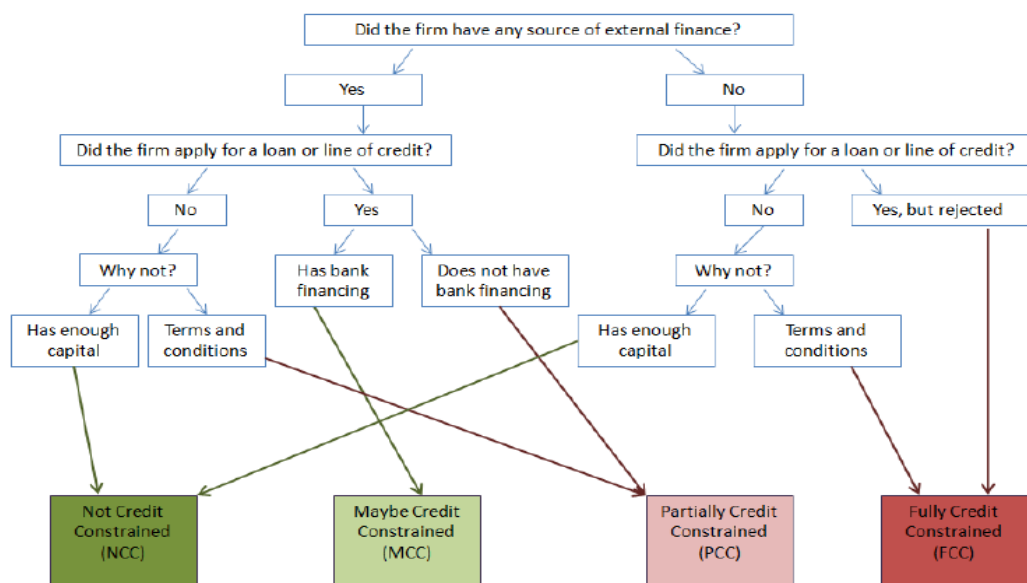 Did the firm have any source of external finance?
Yes
No
Did the firm apply for a loan or line of credit?
Did the firm apply for a loan or line of credit?
No
Yes
No
Yes, but rejected
Why not?
Has bank
financing
Does not have
bank financing
Why not?
Has enough
capital
Terms and
conditions
Has enough
capital
Terms and
conditions
Not Credit
Constrained
(NCC)
Maybe Credit
Constrained
(MCC)
Partially Credit
Constrained
(PCC)
Fully Credit
Constrained
(FCC)